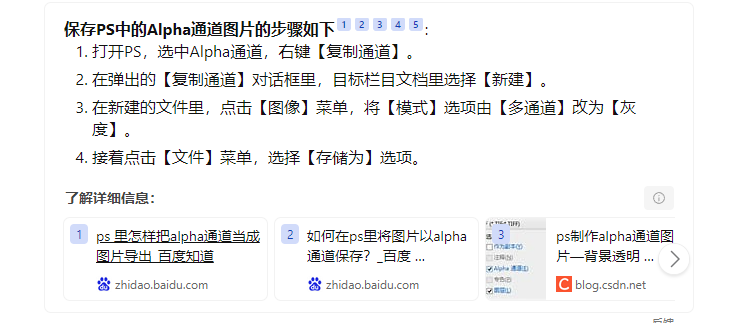 保存PS中的Alpha通道图片的步骤如下 1 2 3 4 5 :
1. 打开PS，选中Alpha通道，右键【复制通道】。
2. 在弹出的【复制通道】对话框里，目标栏目文档里选择【新建】。
3. 在新建的文件里，点击【图像】菜单，将【模式】选项由【多通道】改为【灰
度】。
4. 接着点击【文件】菜单，选择【存储为】选项。
了解详细信息：
1 ps 里怎样把alpha通道当成
图片导出_百度知道
zhidao.baidu.com
2 如何在ps里将图片以alpha
通道保存？_百度 ...
zhidao.baidu.com
3
作为副本(Y)
注释(N)
Alpha 通道(E)
专色(P)
图层(L)
ps制作alpha通道图
片—背景透明 ...
blog.csdn.net